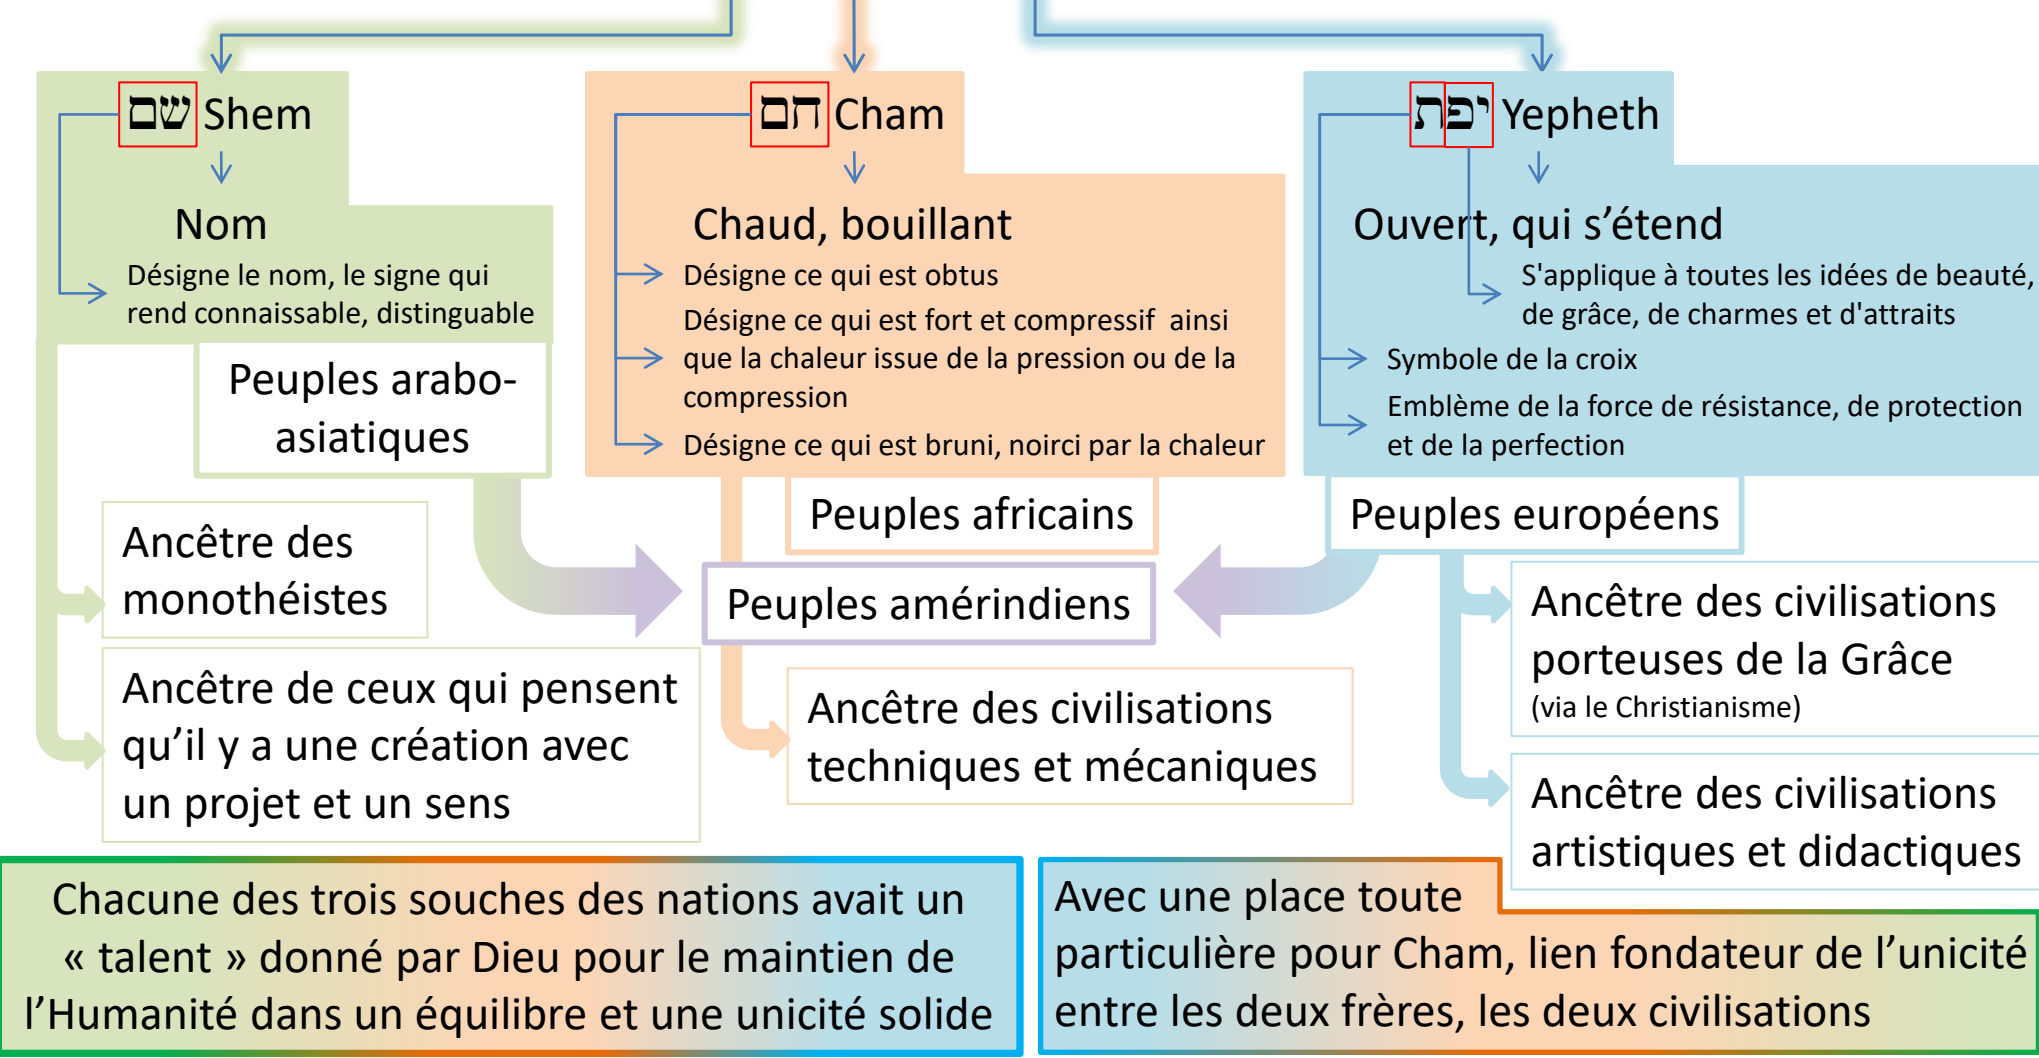 שם Shem
Nom
Désigne le nom, le signe qui
rend connaissable, distinguable
Peuples arabo-
asiatiques
Ancêtre des
monothéistes
Ancêtre de ceux qui pensent
qu’il y a une création avec
un projet et un sens
חם Cham
Chaud, bouillant
Désigne ce qui est obtus
Désigne ce qui est fort et compressif ainsi
que la chaleur issue de la pression ou de la
compression
Désigne ce qui est bruni, noirci par la chaleur
Peuples africains
Peuples amérindiens
Ancêtre des civilisations
techniques et mécaniques
יפת Yepheth
Ouvert, qui s’étend
S'applique à toutes les idées de beauté,
de grâce, de charmes et d'attraits
Symbole de la croix
Emblème de la force de résistance, de protection
et de la perfection
Peuples européens
Ancêtre des civilisations
porteuses de la Grâce
(via le Christianisme)
Ancêtre des civilisations
artistiques et didactiques
Chacune des trois souches des nations avait un
« talent » donné par Dieu pour le maintien de
l’Humanité dans un équilibre et une unicité solide
Avec une place toute
particulière pour Cham, lien fondateur de l’unicité
entre les deux frères, les deux civilisations